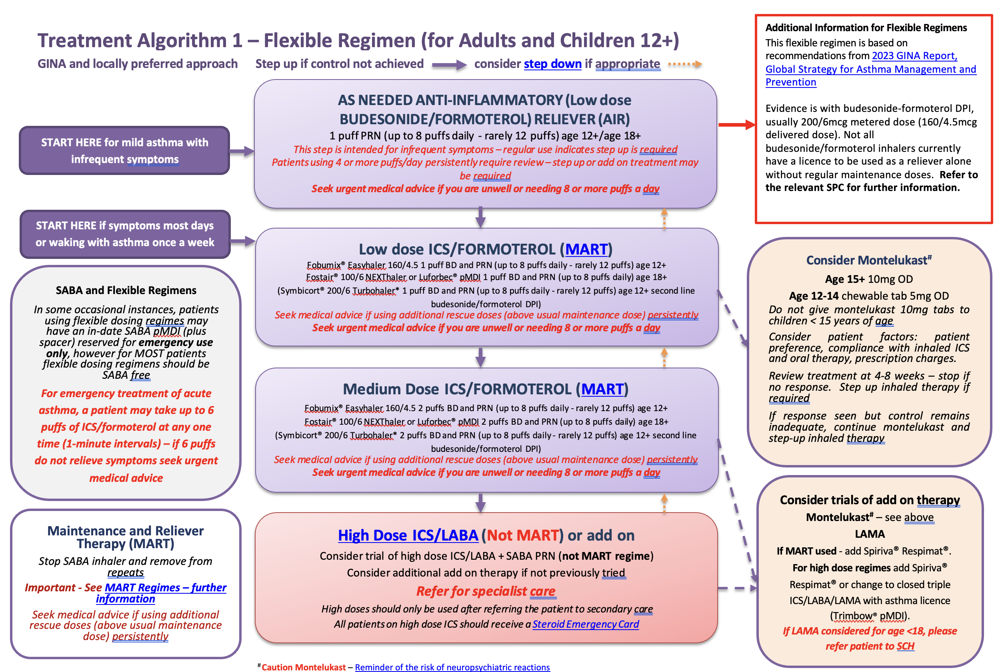 Treatment Algorithm 1 – Flexible Regimen (for Adults and Children 12+)
GINA and locally preferred approach
Step up if control not achieved
consider step down if appropriate
START HERE for mild asthma with
infrequent symptoms
AS NEEDED ANTI-INFLAMMATORY (Low dose
BUDESONIDE/FORMOTEROL) RELIEVER (AIR)
1 puff PRN (up to 8 puffs daily - rarely 12 puffs) age 12+/age 18+
This step is intended for infrequent symptoms – regular use indicates step up is required
Patients using 4 or more puffs/day persistently require review – step up or add on treatment may
be required
Seek urgent medical advice if you are unwell or needing 8 or more puffs a day
Additional Information for Flexible Regimens
This flexible regimen is based on
recommendations from 2023 GINA Report,
Global Strategy for Asthma Management and
Prevention
Evidence is with budesonide-formoterol DPI,
usually 200/6mcg metered dose (160/4.5mcg
delivered dose). Not all
budesonide/formoterol inhalers currently
have a licence to be used as a reliever alone
without regular maintenance doses. Refer to
the relevant SPC for further information.
START HERE if symptoms most days
or waking with asthma once a week
Low dose ICS/FORMOTEROL (MART)
Fobumix® Easyhaler 160/4.5 1 puff BD and PRN (up to 8 puffs daily - rarely 12 puffs) age 12+
Fostair® 100/6 NEXThaler or Luforbec® pMDI 1 puff BD and PRN (up to 8 puffs daily) age 18+
(Symbicort® 200/6 Turbohaler* 1 puff BD and PRN (up to 8 puffs daily - rarely 12 puffs) age 12+ second line
budesonide/formoterol DPI)
Seek medical advice if using additional rescue doses (above usual maintenance dose) persistently
Seek urgent medical advice if you are unwell or needing 8 or more puffs a day
SABA and Flexible Regimens
In some occasional instances, patients
using flexible dosing regimes may
have an in-date SABA pMDI (plus
spacer) reserved for emergency use
only, however for MOST patients
flexible dosing regimens should be
SABA free
For emergency treatment of acute
asthma, a patient may take up to 6
puffs of ICS/formoterol at any one
time (1-minute intervals) – if 6 puffs
do not relieve symptoms seek urgent
medical advice
Medium Dose ICS/FORMOTEROL (MART)
Fobumix® Easyhaler 160/4.5 2 puffs BD and PRN (up to 8 puffs daily - rarely 12 puffs) age 12+
Fostair® 100/6 NEXThaler or Luforbec® pMDI 2 puffs BD and PRN (up to 8 puffs daily) age 18+
(Symbicort® 200/6 Turbohaler* 2 puffs BD and PRN (up to 8 puffs daily - rarely 12 puffs) age 12+ second line
budesonide/formoterol DPI)
Seek medical advice if using additional rescue doses (above usual maintenance dose) persistently
Seek urgent medical advice if you are unwell or needing 8 or more puffs a day
Consider Montelukast#
Age 15+ 10mg OD
Age 12-14 chewable tab 5mg OD
Do not give montelukast 10mg tabs to
children < 15 years of age
Consider patient factors: patient
preference, compliance with inhaled ICS
and oral therapy, prescription charges.
Review treatment at 4-8 weeks – stop if
no response. Step up inhaled therapy if
required
If response seen but control remains
inadequate, continue montelukast and
step-up inhaled therapy
Maintenance and Reliever
Therapy (MART)
Stop SABA inhaler and remove from
repeats
Important - See MART Regimes – further
information
Seek medical advice if using additional
rescue doses (above usual maintenance
dose) persistently
High Dose ICS/LABA (Not MART) or add on
Consider trial of high dose ICS/LABA + SABA PRN (not MART regime)
Consider additional add on therapy if not previously tried
Refer for specialist care
High doses should only be used after referring the patient to secondary care
All patients on high dose ICS should receive a Steroid Emergency Card
Consider trials of add on therapy
Montelukast# – see above
LAMA
If MART used - add Spiriva® Respimat®.
For high dose regimes add Spiriva®
Respimat® or change to closed triple
ICS/LABA/LAMA with asthma licence
(Trimbow® pMDI).
If LAMA considered for age <18, please
refer patient to SCH
# Caution Montelukast – Reminder of the risk of neuropsychiatric reactions